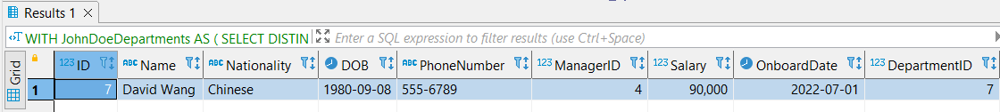 Results 1
WITH JohnDoeDepartments AS ( SELECT DISTIN Enter a SQL expression to filter results (use Ctrl+Space)
Grid
123 ID ABC Name ABC Nationality DOB ABC PhoneNumber 123 ManagerID 123 Salary OnboardDate 123 DepartmentID
1 7 David Wang Chinese 1980-09-08 555-6789 4 90,000 2022-07-01 7